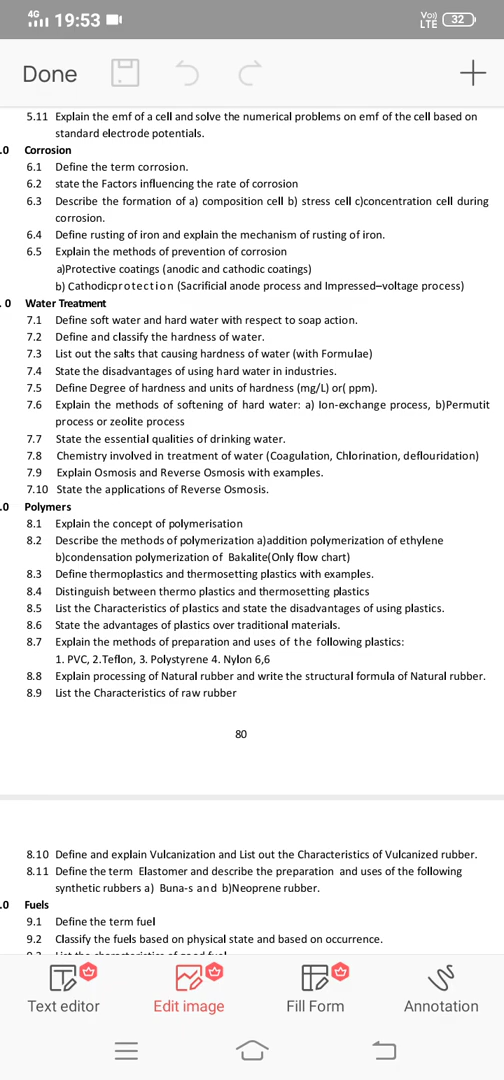 4G 19:53 Vo)) LTE 32
Done
5.11 Explain the emf of a cell and solve the numerical problems on emf of the cell based on
standard electrode potentials.
.0 Corrosion
6.1 Define the term corrosion.
6.2 state the Factors influencing the rate of corrosion
6.3 Describe the formation of a) composition cell b) stress cell c)concentration cell during
corrosion.
6.4 Define rusting of iron and explain the mechanism of rusting of iron.
6.5 Explain the methods of prevention of corrosion
a)Protective coatings (anodic and cathodic coatings)
b) Cathodicprotection (Sacrificial anode process and Impressed–voltage process)
. 0 Water Treatment
7.1 Define soft water and hard water with respect to soap action.
7.2 Define and classify the hardness of water.
7.3 List out the salts that causing hardness of water (with Formulae)
7.4 State the disadvantages of using hard water in industries.
7.5 Define Degree of hardness and units of hardness (mg/L) or( ppm).
7.6 Explain the methods of softening of hard water: a) Ion-exchange process, b)Permutit
process or zeolite process
7.7 State the essential qualities of drinking water.
7.8 Chemistry involved in treatment of water (Coagulation, Chlorination, deflouridation)
7.9 Explain Osmosis and Reverse Osmosis with examples.
7.10 State the applications of Reverse Osmosis.
.0 Polymers
8.1 Explain the concept of polymerisation
8.2 Describe the methods of polymerization a)addition polymerization of ethylene
b)condensation polymerization of Bakalite(Only flow chart)
8.3 Define thermoplastics and thermosetting plastics with examples.
8.4 Distinguish between thermo plastics and thermosetting plastics
8.5 List the Characteristics of plastics and state the disadvantages of using plastics.
8.6 State the advantages of plastics over traditional materials.
8.7 Explain the methods of preparation and uses of the following plastics:
1. PVC, 2.Teflon, 3. Polystyrene 4. Nylon 6,6
8.8 Explain processing of Natural rubber and write the structural formula of Natural rubber.
8.9 List the Characteristics of raw rubber
80
8.10 Define and explain Vulcanization and List out the Characteristics of Vulcanized rubber.
8.11 Define the term Elastomer and describe the preparation and uses of the following
synthetic rubbers a) Buna-s and b)Neoprene rubber.
.0 Fuels
9.1 Define the term fuel
9.2 Classify the fuels based on physical state and based on occurrence.
9.3 List the characteristics of good fuel
Text editor Edit image Fill Form Annotation